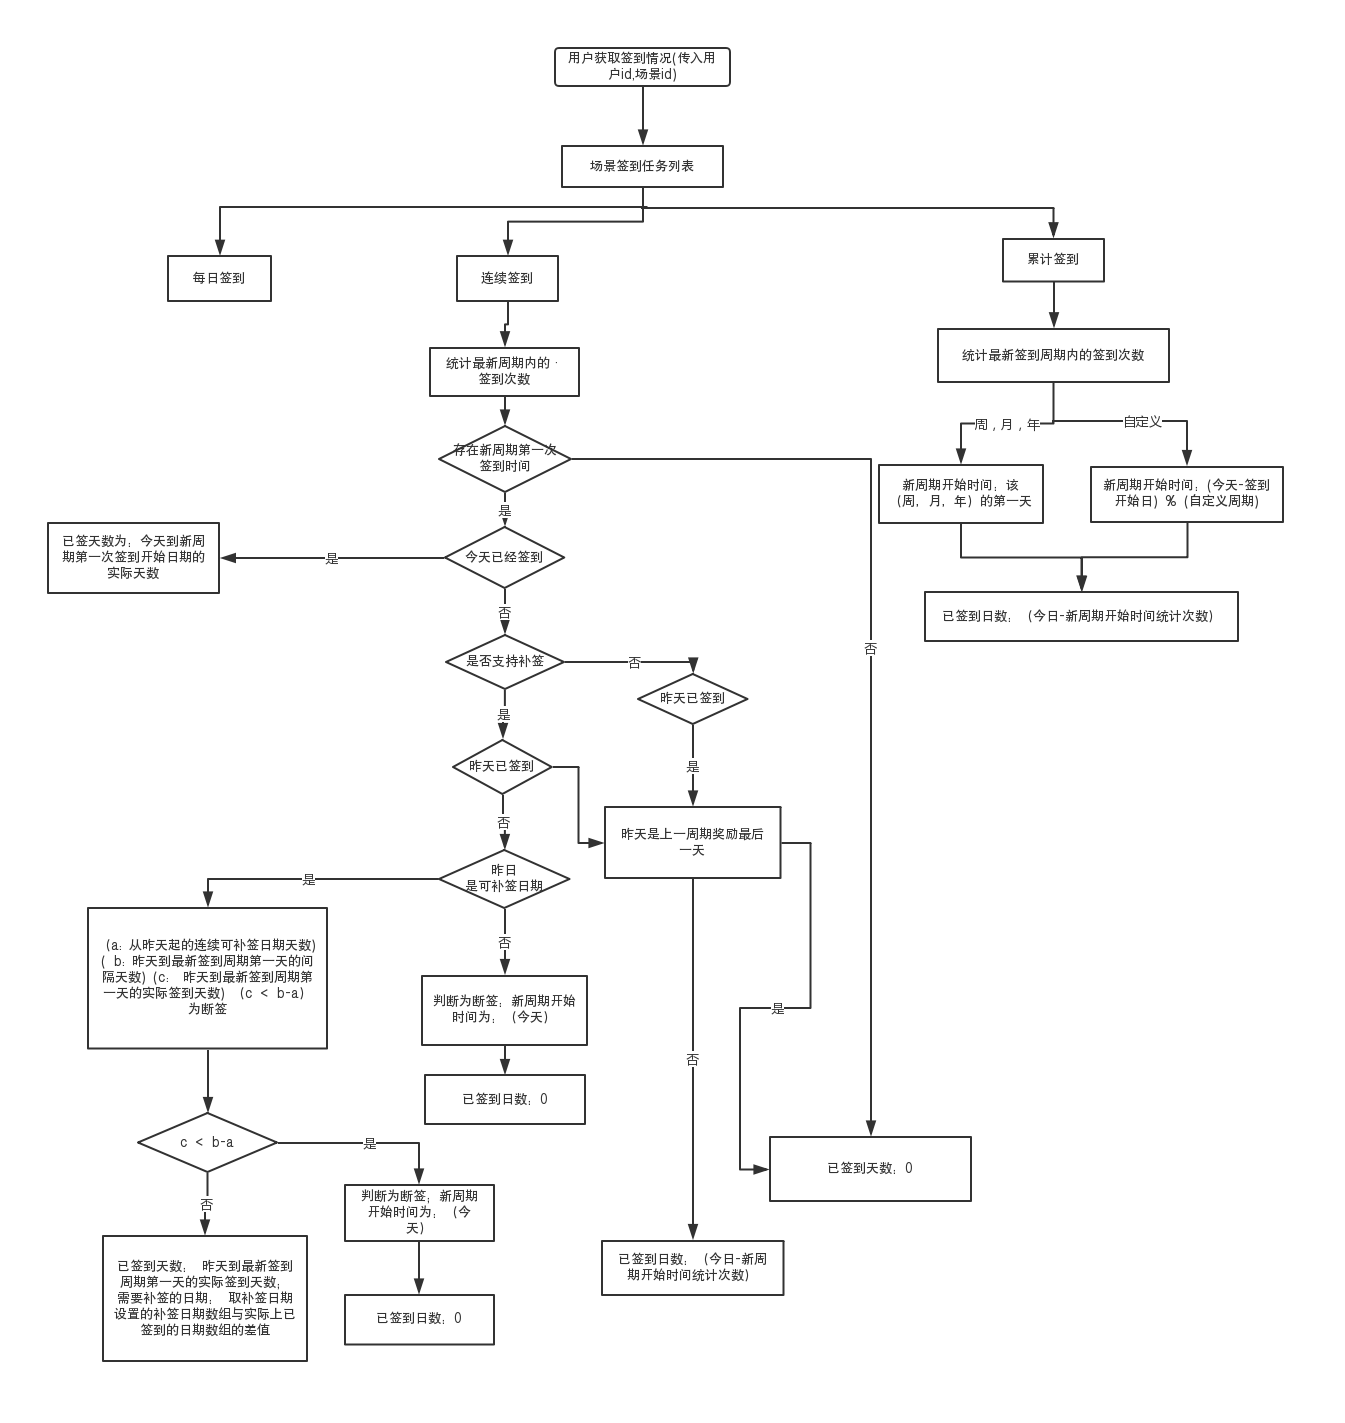 用户获取签到情况(传入用
户id,场景id)
场景签到任务列表
每日签到
连续签到
累计签到
统计最新周期内的 ·
签到次数
统计最新签到周期内的签到次数
周,月,年
自定义
存在新周期第一次
签到时间
新周期开始时间：该
(周，月，年) 的第一天
新周期开始时间：(今天-签到
开始日) % (自定义周期)
是
已签天数为：今天到新周
期第一次签到开始日期的
实际天数
是
今天已经签到
否
已签到日数： (今日-新周期开始时间统计次数)
否
是否支持补签
否
昨天已签到
是
昨天已签到
是
否
昨天是上一周期奖励最后
一天
昨日
是可补签日期
是
否
(a：从昨天起的连续可补签日期天数)
( b：昨天到最新签到周期第一天的间
隔天数) (c： 昨天到最新签到周期第
一天的实际签到天数) (c < b-a)
为断签
判断为断签，新周期开始
时间为： (今天)
是
否
已签到日数：0
c < b-a
是
已签到天数：0
否
判断为断签，新周期
开始时间为： (今
天)
已签到天数： 昨天到最新签到
周期第一天的实际签到天数，
需要补签的日期： 取补签日期
设置的补签日期数组与实际上已
签到的日期数组的差值
已签到日数：0
已签到日数： (今日-新周
期开始时间统计次数)